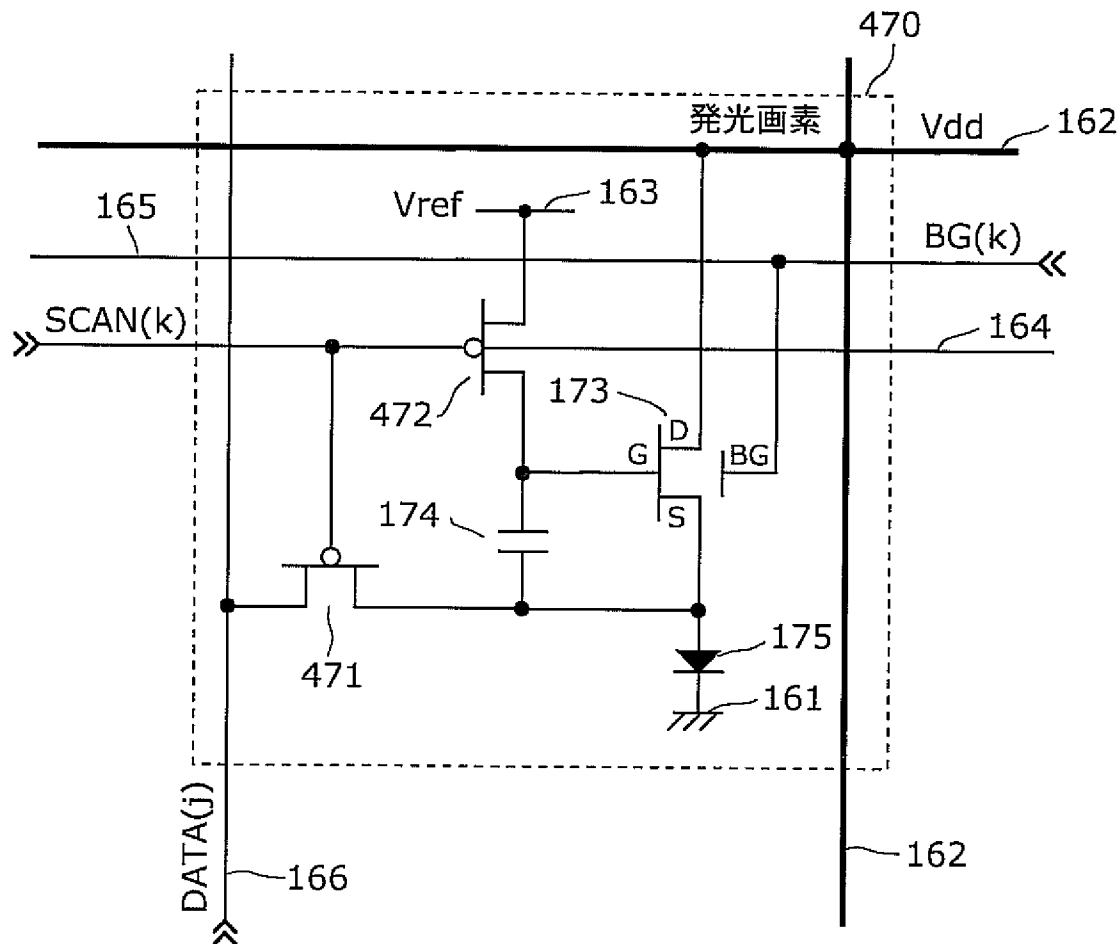 470
発光画素
Vdd
162
Vref
163
165
BG(k)
SCAN(k)
164
472
173
D
G
BG
S
174
471
175
161
DATA(j)
166
162